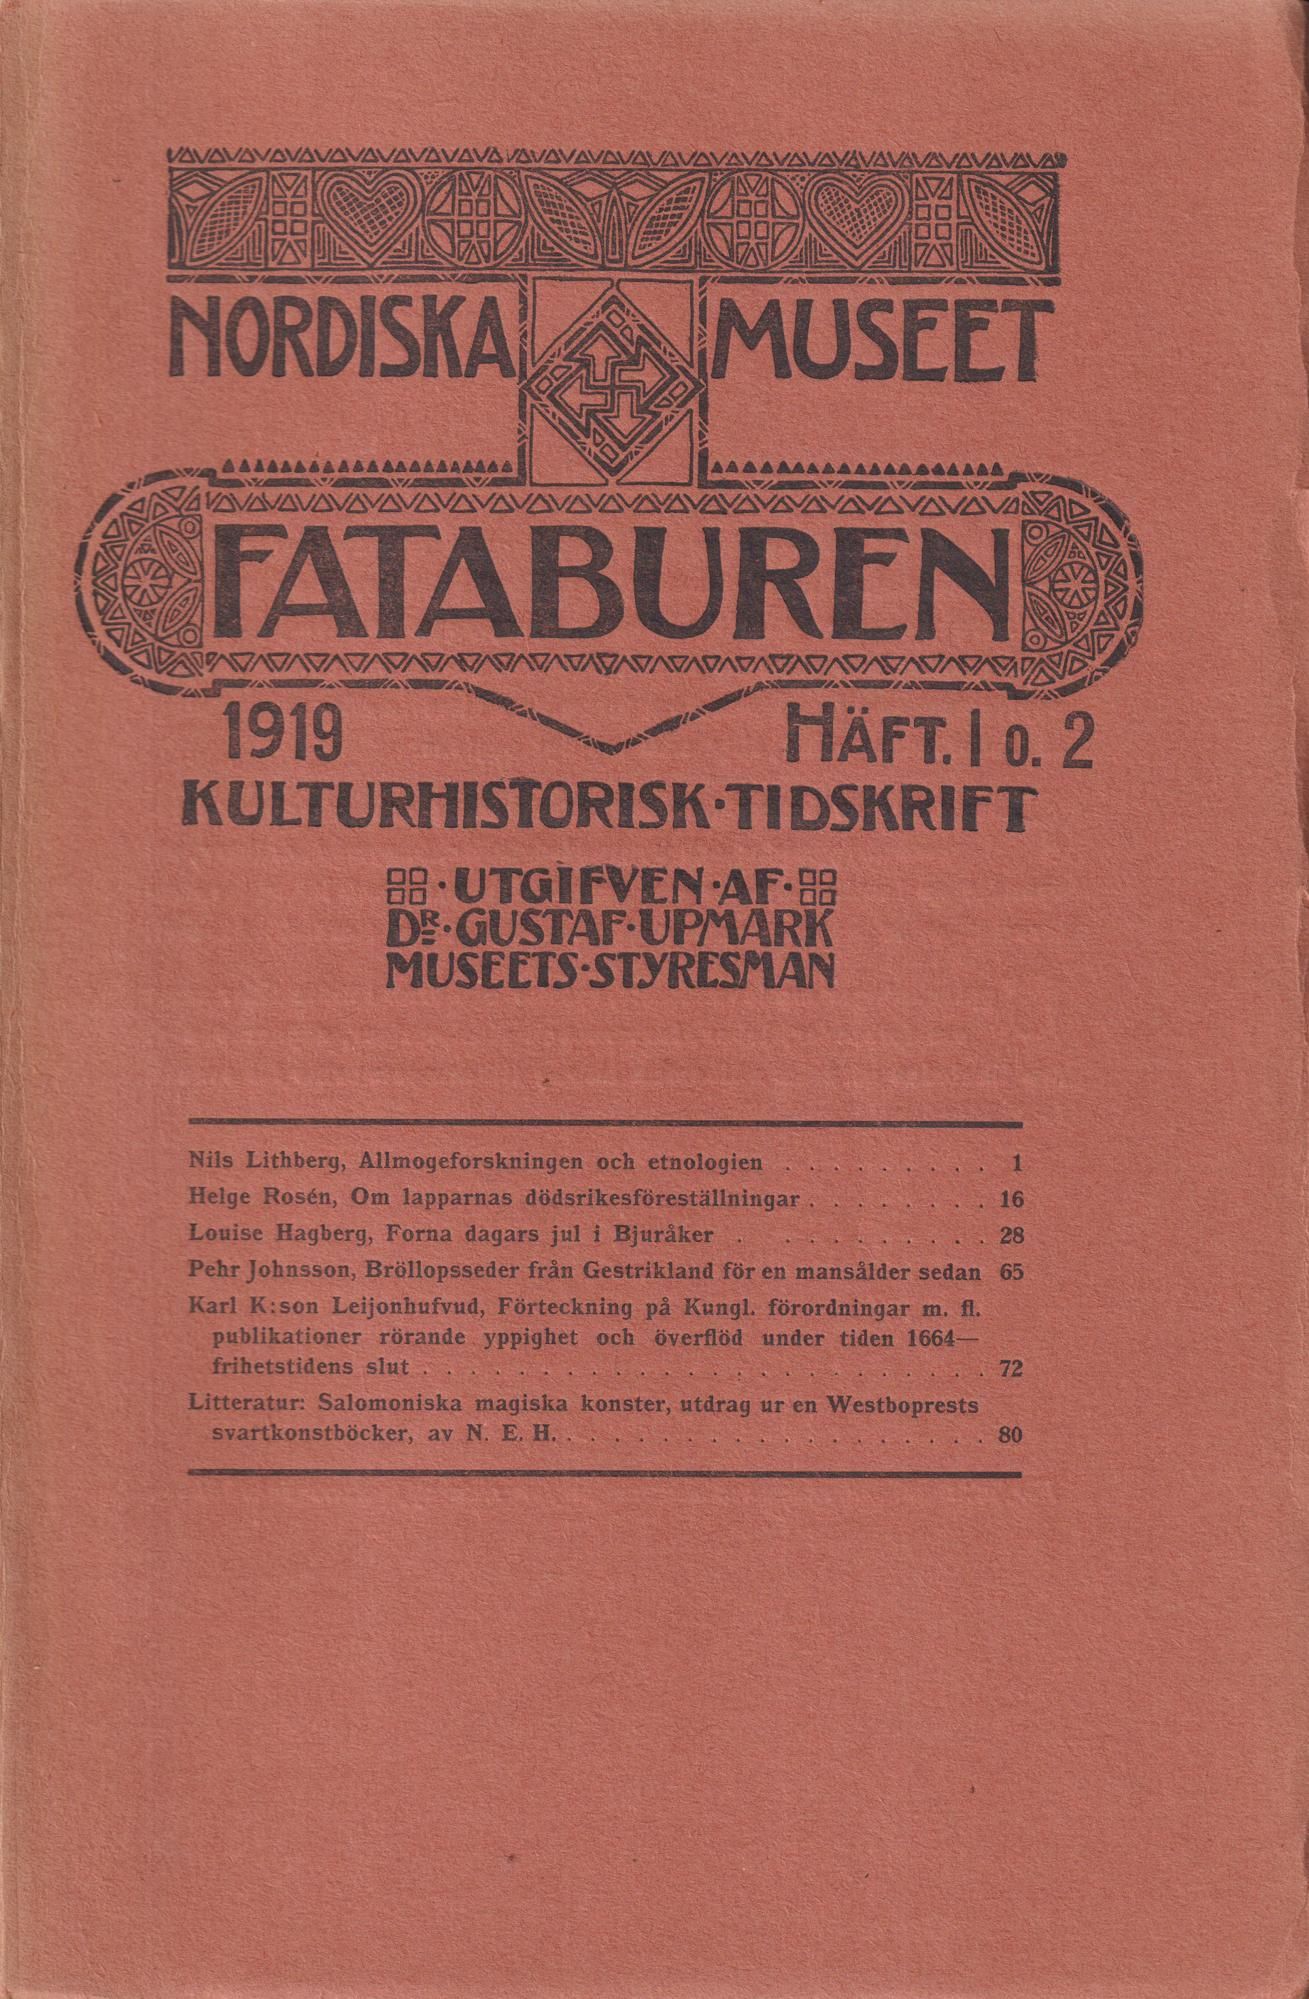 NORDISKA MUSEET
FATABUREN
1919 HÄFT. 1 o. 2
KULTURHISTORISK·TIDSKRIFT
·UTGIFVEN·AF·
DR·GUSTAF·UPMARK
MUSEETS·STYRESMAN
Nils Lithberg, Allmogeforskningen och etnologien . . . . . . . . . 1
Helge Rosén, Om lapparnas dödsrikesföreställningar . . . . . . . . 16
Louise Hagberg, Forna dagars jul i Bjuråker . . . . . . . . . . 28
Pehr Johnsson, Bröllopsseder från Gestrikland för en mansålder sedan 65
Karl K:son Leijonhufvud, Förteckning på Kungl. förordningar m. fl.
publikationer rörande yppighet och överflöd under tiden 1664—
frihetstidens slut . . . . . . . . . . . . . . . . . . . . . . . . 72
Litteratur: Salomoniska magiska konster, utdrag ur en Westboprests
svartkonstböcker, av N. E. H. . . . . . . . . . . . . . . . . . . 80